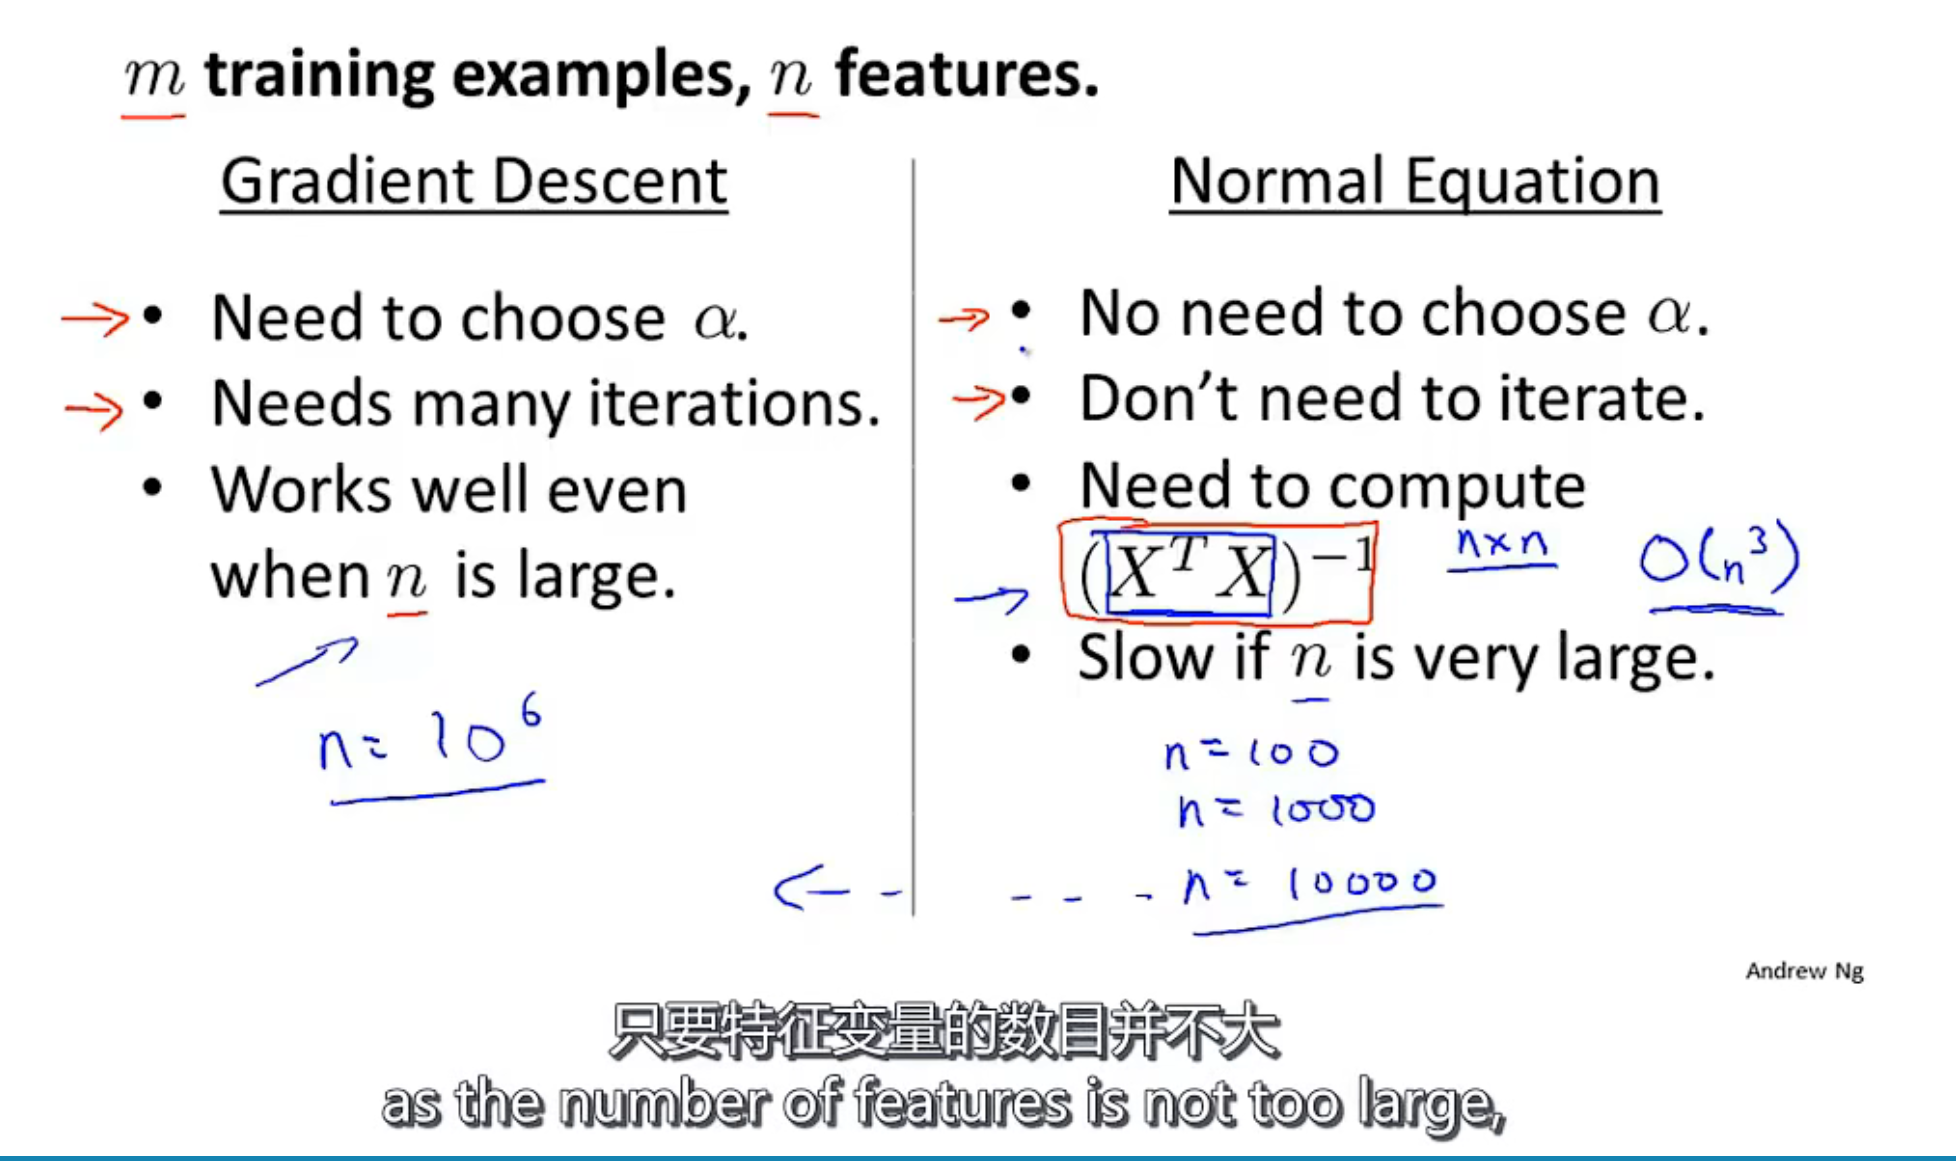 m training examples, n features.
Gradient Descent
Need to choose α.
Needs many iterations.
Works well even
when n is large.
n = 10^6
Normal Equation
No need to choose α.
Don't need to iterate.
Need to compute
(X^T X)^{-1} n×n O(n^3)
Slow if n is very large.
n = 100
n = 1000
n = 10000
Andrew Ng
只要特征变量的数目并不大
as the number of features is not too large,